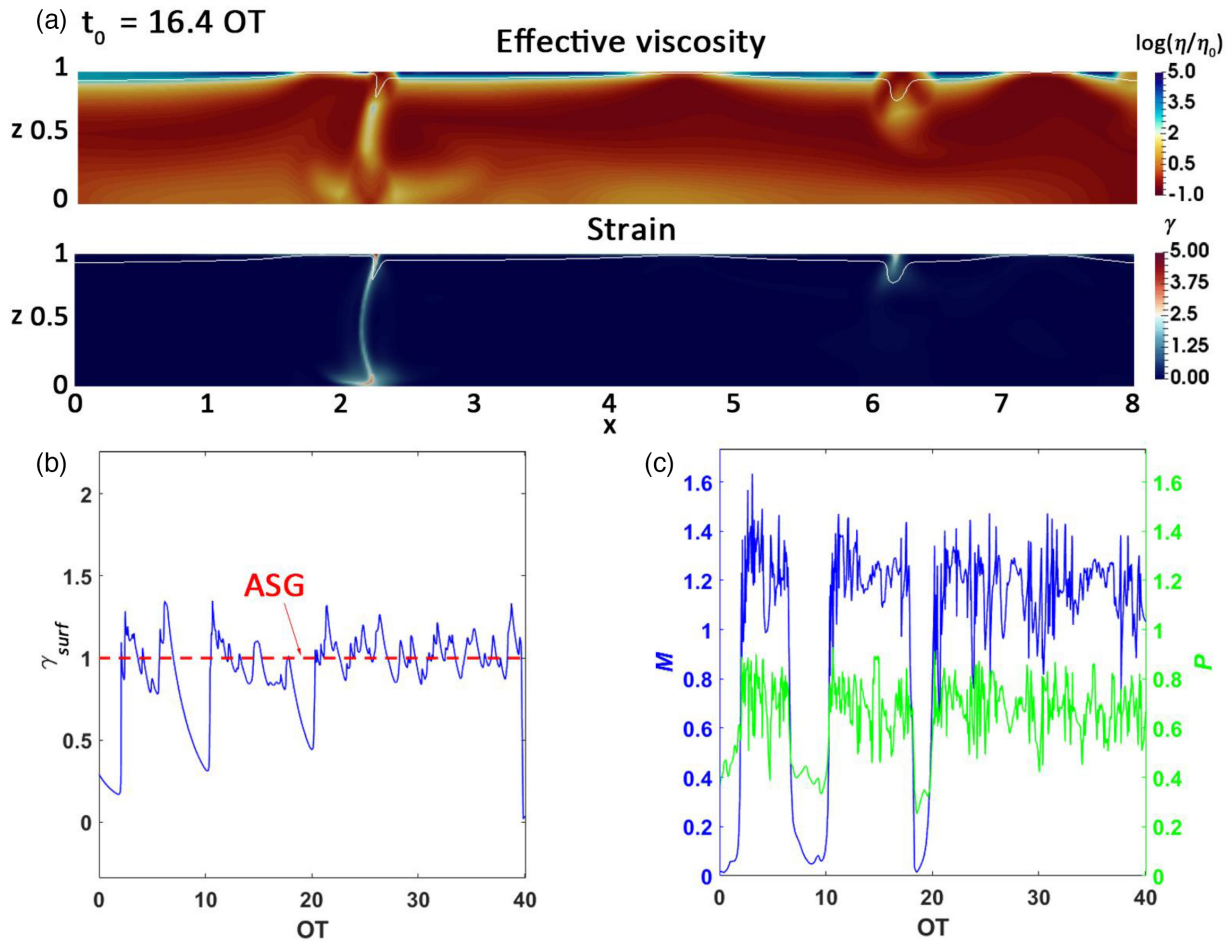 (a) t₀ = 16.4 OT
Effective viscosity
log(η/η₀)
1
z 0.5
0
5.0
3.5
2
0.5
-1.0
Strain
γ
1
z 0.5
0
5.00
3.75
2.5
1.25
0.00
0 1 2 3 4 5 6 7 8
x
(b)
2
1.5
1
0.5
0
γsurf
ASG
0 10 20 30 40
OT
(c)
1.6
1.4
1.2
1
0.8
0.6
0.4
0.2
0
M
1.6
1.4
1.2
1
0.8
0.6
0.4
0.2
0
P
0 10 20 30 40
OT